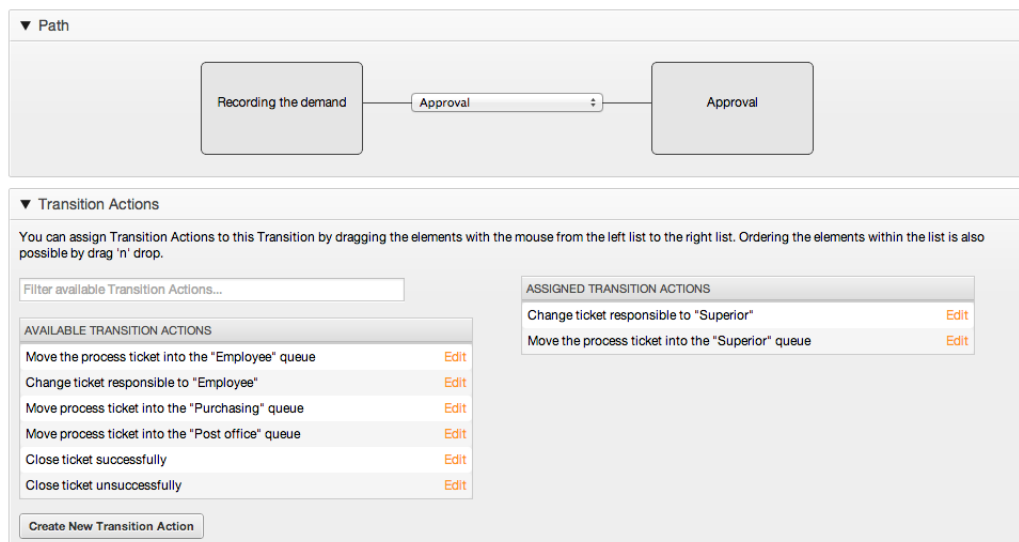 ▼ Path
Recording the demand
Approval
Approval
▼ Transition Actions
You can assign Transition Actions to this Transition by dragging the elements with the mouse from the left list to the right list. Ordering the elements within the list is also
possible by drag 'n' drop.
Filter available Transition Actions...
AVAILABLE TRANSITION ACTIONS
Move the process ticket into the "Employee" queue Edit
Change ticket responsible to "Employee" Edit
Move process ticket into the "Purchasing" queue Edit
Move process ticket into the "Post office" queue Edit
Close ticket successfully Edit
Close ticket unsuccessfully Edit
Create New Transition Action
ASSIGNED TRANSITION ACTIONS
Change ticket responsible to "Superior" Edit
Move the process ticket into the "Superior" queue Edit